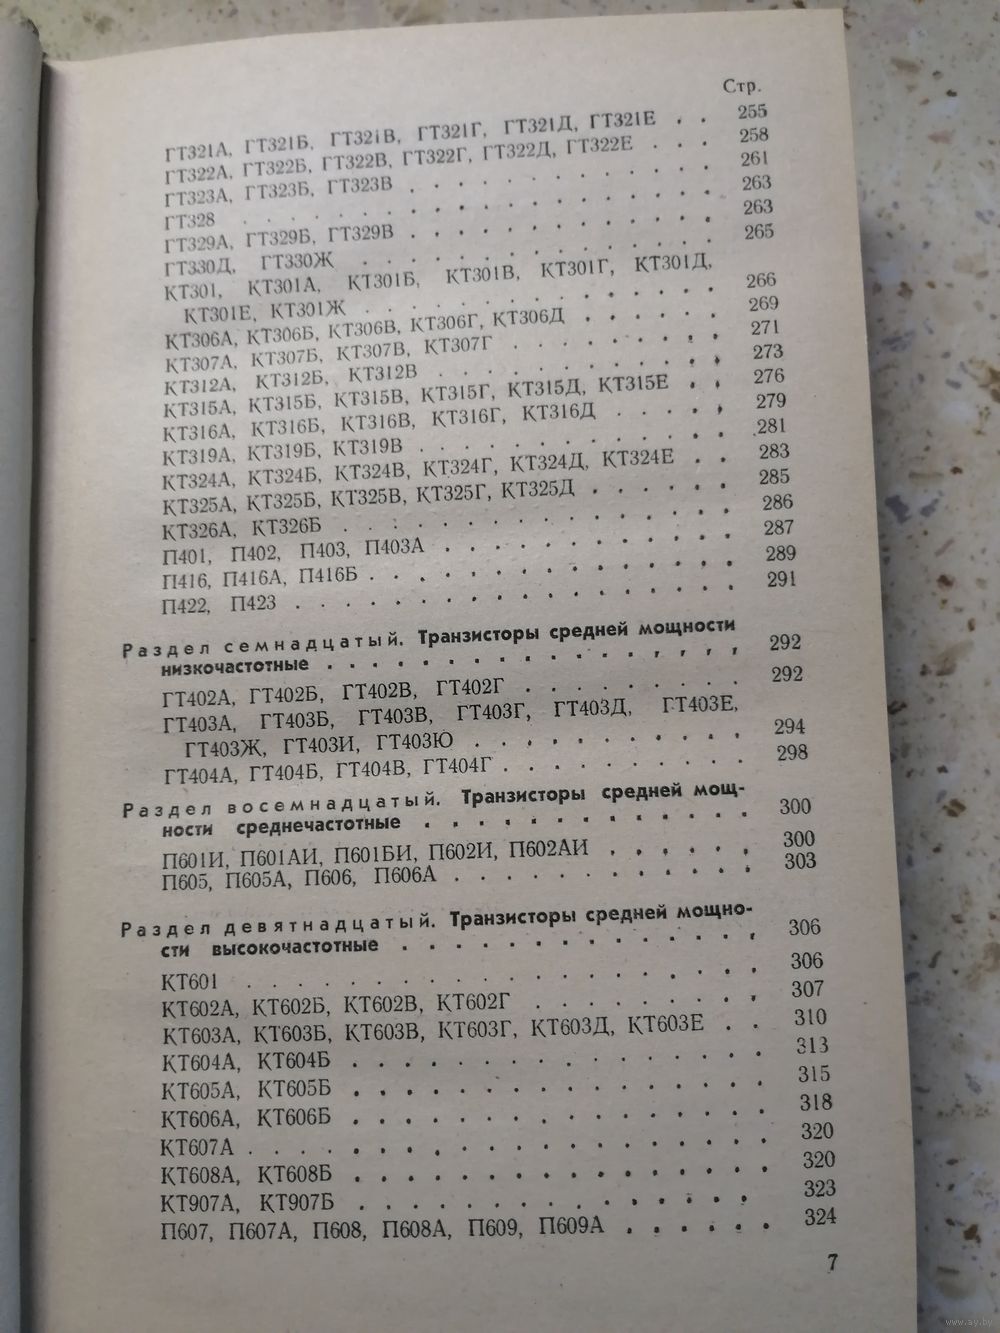 Стр.
ГТ321А, ГТ321Б, ГТ321В, ГТ321Г, ГТ321Д, ГТ321Е . . 255
ГТ322А, ГТ322Б, ГТ322В, ГТ322Г, ГТ322Д, ГТ322Е . . . 258
ГТ323А, ГТ323Б, ГТ323В . . . . . . . . . . 261
ГТ328 . . . . . . . . . . . . . . 263
ГТ329А, ГТ329Б, ГТ329В . . . . . . . . . . 263
ГТ330Д, ГТ330Ж . . . . . . . . . . . 265
КТ301, КТ301А, КТ301Б, КТ301В, КТ301Г, КТ301Д,
КТ301Е, КТ301Ж . . . . . . . . . . . 266
КТ306А, КТ306Б, КТ306В, КТ306Г, КТ306Д . . . . . 269
КТ307А, КТ307Б, КТ307В, КТ307Г . . . . . . . 271
КТ312А, КТ312Б, КТ312В . . . . . . . . . 273
КТ315А, КТ315Б, КТ315В, КТ315Г, КТ315Д, КТ315Е . . 276
КТ316А, КТ316Б, КТ316В, КТ316Г, КТ316Д . . . . 279
КТ319А, КТ319Б, КТ319В . . . . . . . . . . 281
КТ324А, КТ324Б, КТ324В, КТ324Г, КТ324Д, КТ324Е . . 283
КТ325А, КТ325Б, КТ325В, КТ325Г, КТ325Д . . . . . 285
КТ326А, КТ326Б . . . . . . . . . . . . 286
П401, П402, П403, П403А . . . . . . . . . 287
П416, П416А, П416Б . . . . . . . . . . . 289
П422, П423 . . . . . . . . . . . . . 291
Раздел семнадцатый. Транзисторы средней мощности
низкочастотные . . . . . . . . . . . . . 292
ГТ402А, ГТ402Б, ГТ402В, ГТ402Г . . . . . . . 292
ГТ403А, ГТ403Б, ГТ403В, ГТ403Г, ГТ403Д, ГТ403Е,
ГТ403Ж, ГТ403И, ГТ403Ю . . . . . . . . 294
ГТ404А, ГТ404Б, ГТ404В, ГТ404Г . . . . . . . . 298
Раздел восемнадцатый. Транзисторы средней мощ-
ности среднечастотные . . . . . . . . . . 300
П601И, П601АИ, П601БИ, П602И, П602АИ . . . . . 300
П605, П605А, П606, П606А . . . . . . . . . 303
Раздел девятнадцатый. Транзисторы средней мощно-
сти высокочастотные . . . . . . . . . . . 306
КТ601 . . . . . . . . . . . . . . . 306
КТ602А, КТ602Б, КТ602В, КТ602Г . . . . . . . 307
КТ603А, КТ603Б, КТ603В, КТ603Г, КТ603Д, КТ603Е . . 310
КТ604А, КТ604Б . . . . . . . . . . . . 313
КТ605А, КТ605Б . . . . . . . . . . . . 315
КТ606А, КТ606Б . . . . . . . . . . . . 318
КТ607А . . . . . . . . . . . . . . . 320
КТ608А, КТ608Б . . . . . . . . . . . . 320
КТ907А, КТ907Б . . . . . . . . . . . . 323
П607, П607А, П608, П608А, П609, П609А . . . . . . 324
7
www.ay.by